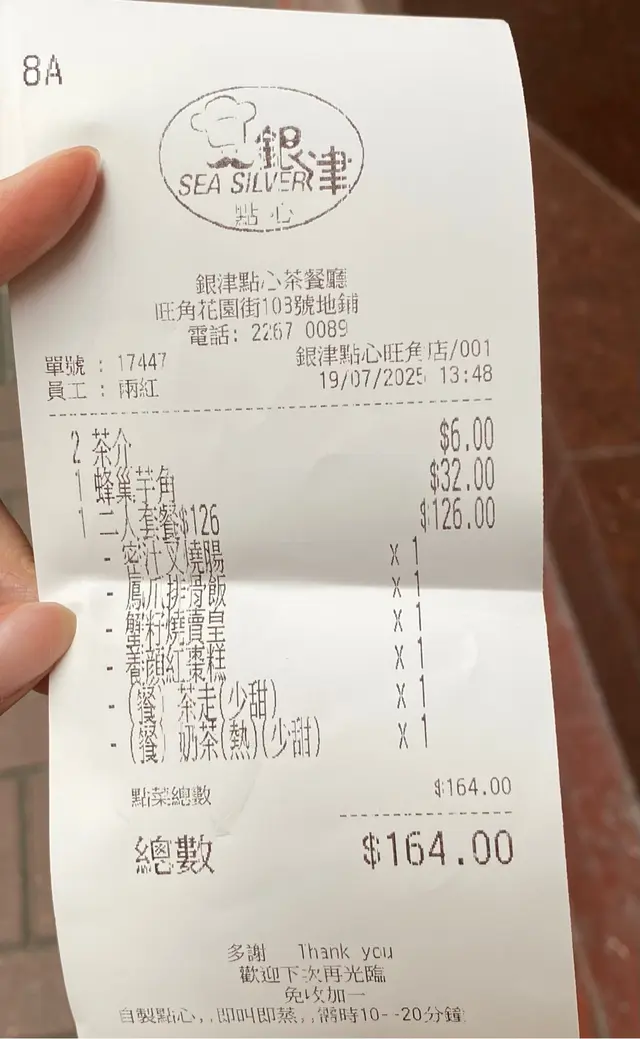 8A
銀津
SEA SILVER
點心
銀津點心茶餐廳
旺角花園街103號地鋪
電話: 2267 0089
單號 : 17447 銀津點心旺角店/001
員工 : 雨紅 19/07/2025 13:48
2 茶介 $6.00
1 蜂巢芋角 $32.00
1 二人套餐$126 $126.00
- 密汁叉燒腸 x 1
- 鳳爪排骨飯 x 1
- 蟹籽燒賣皇 x 1
- 養顏紅棗糕 x 1
- (餐) 茶走(少甜) x 1
- (餐) 奶茶(熱)(少甜) x 1
點菜總數 $164.00
總數 $164.00
多謝 Thank you
歡迎下次再光臨
免收加一
自製點心,,即叫即蒸,,需時10--20分鐘